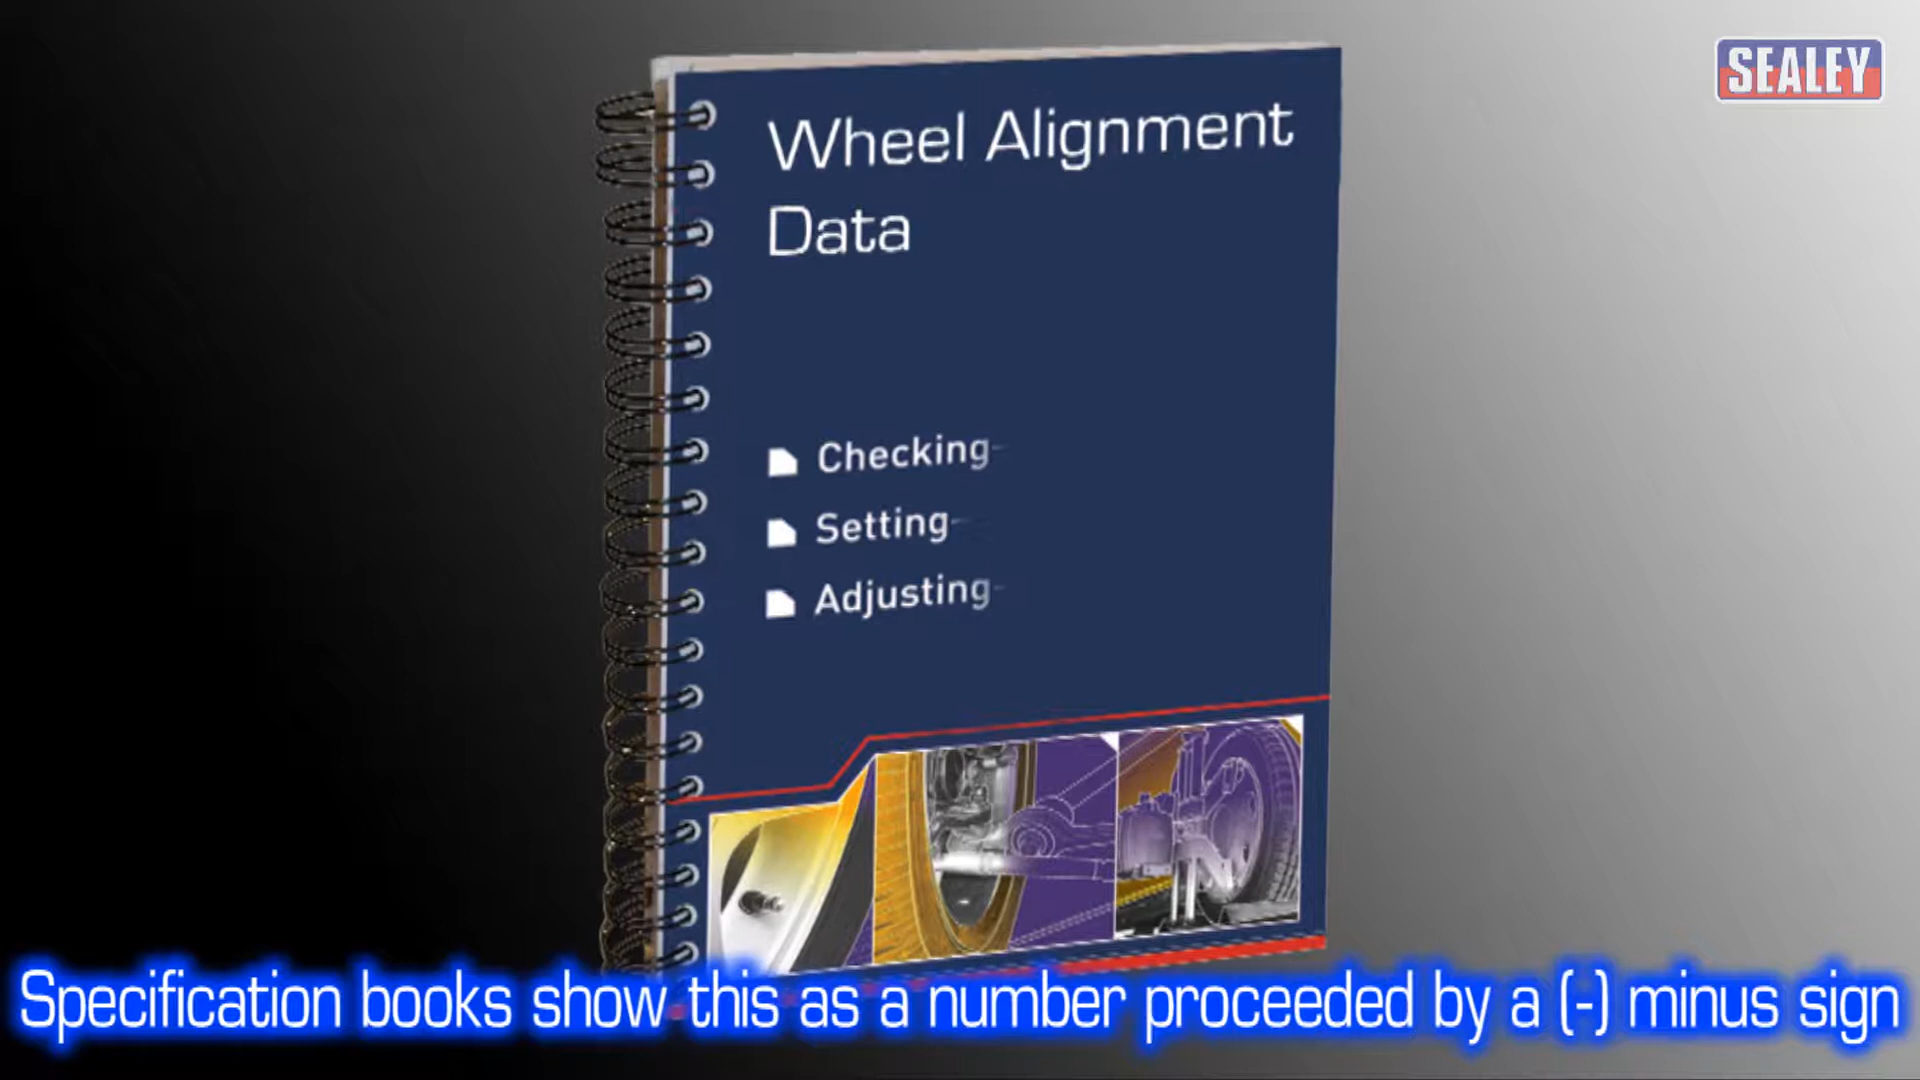 SEALEY
Wheel Alignment
Data
Checking
Setting
Adjusting
Specification books show this as a number proceeded by a (-) minus sign